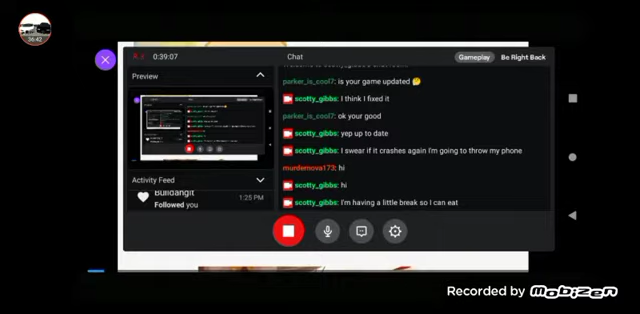 36:42
0:39:07
Chat
Gameplay
Be Right Back
Preview
parker_is_cool7: is your game updated 🤔
scotty_gibbs: I think I fixed it
parker_is_cool7: ok your good
scotty_gibbs: yep up to date
scotty_gibbs: I swear if it crashes again I'm going to throw my phone
murdernova173: hi
scotty_gibbs: hi
scotty_gibbs: I'm having a little break so I can eat
Activity Feed
Followed you
1:25 PM
Recorded by Mobizen